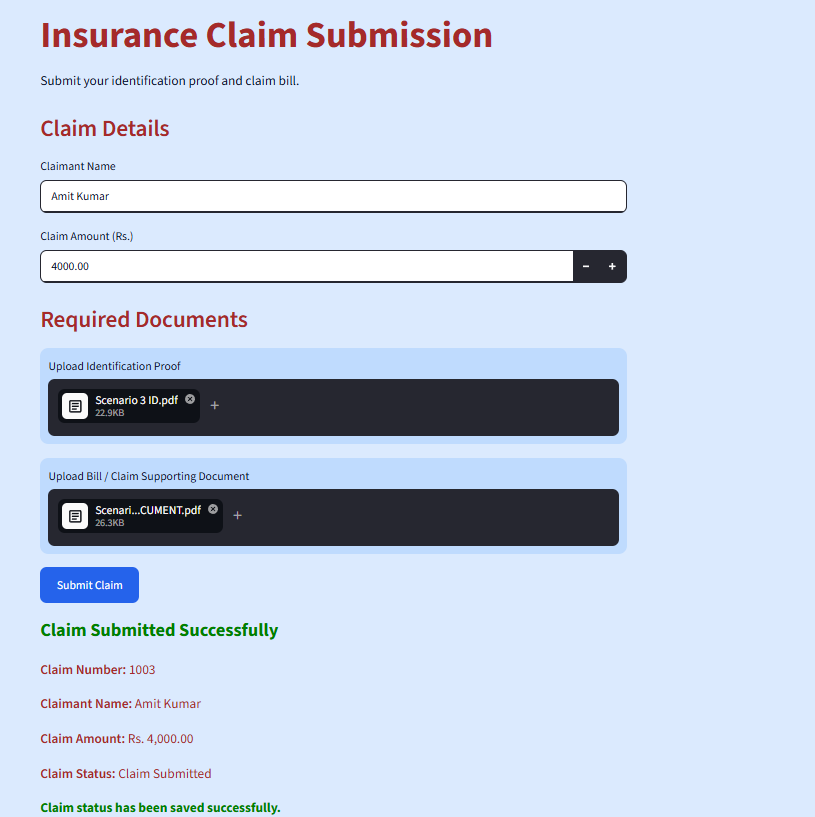 Insurance Claim Submission
Submit your identification proof and claim bill.
Claim Details
Claimant Name
Amit Kumar
Claim Amount (Rs.)
4000.00
Required Documents
Upload Identification Proof
Scenario 3 ID.pdf
22.9KB
Upload Bill / Claim Supporting Document
Scenari...CUMENT.pdf
26.3KB
Submit Claim
Claim Submitted Successfully
Claim Number: 1003
Claimant Name: Amit Kumar
Claim Amount: Rs. 4,000.00
Claim Status: Claim Submitted
Claim status has been saved successfully.